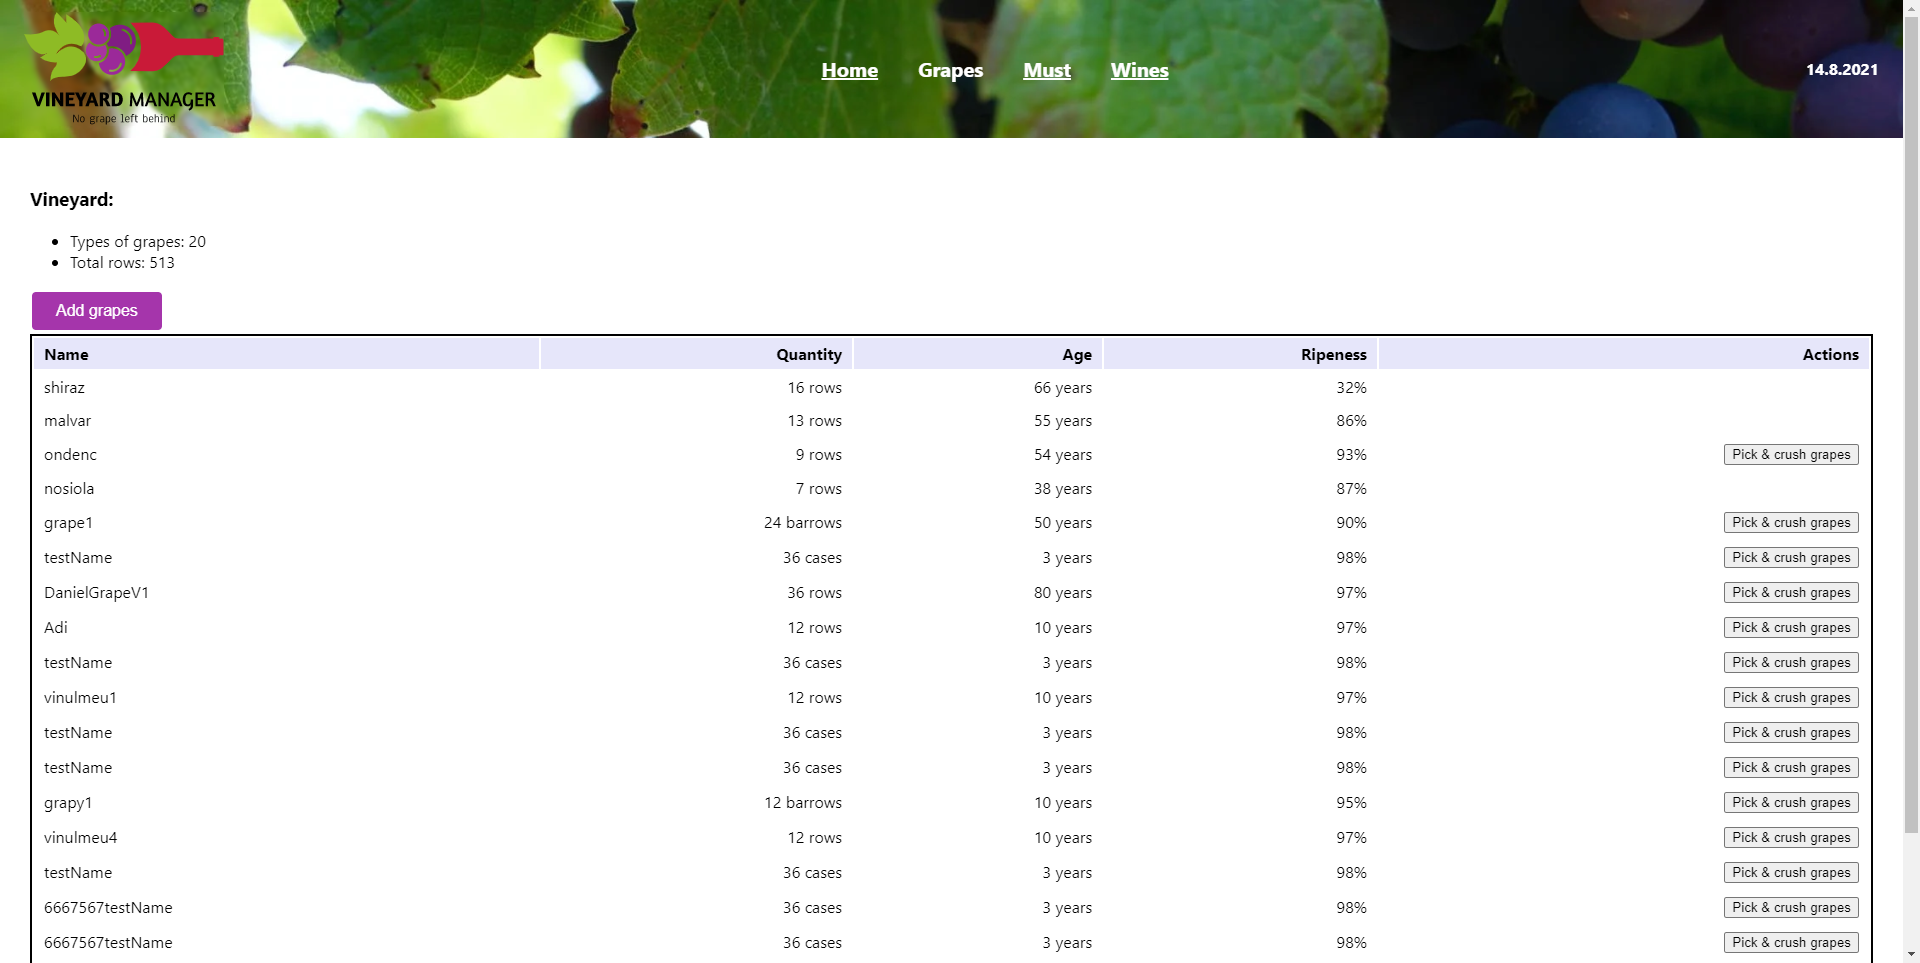 VINEYARD MANAGER
No grape left behind
Home Grapes Must Wines
14.8.2021
Vineyard:
Types of grapes: 20
Total rows: 513
Add grapes
Name Quantity Age Ripeness Actions
shiraz 16 rows 66 years 32%
malvar 13 rows 55 years 86%
ondenc 9 rows 54 years 93% Pick & crush grapes
nosiola 7 rows 38 years 87%
grape1 24 barrows 50 years 90% Pick & crush grapes
testName 36 cases 3 years 98% Pick & crush grapes
DanielGrapeV1 36 rows 80 years 97% Pick & crush grapes
Adi 12 rows 10 years 97% Pick & crush grapes
testName 36 cases 3 years 98% Pick & crush grapes
vinulmeu1 12 rows 10 years 97% Pick & crush grapes
testName 36 cases 3 years 98% Pick & crush grapes
testName 36 cases 3 years 98% Pick & crush grapes
grapy1 12 barrows 10 years 95% Pick & crush grapes
vinulmeu4 12 rows 10 years 97% Pick & crush grapes
testName 36 cases 3 years 98% Pick & crush grapes
6667567testName 36 cases 3 years 98% Pick & crush grapes
6667567testName 36 cases 3 years 98% Pick & crush grapes